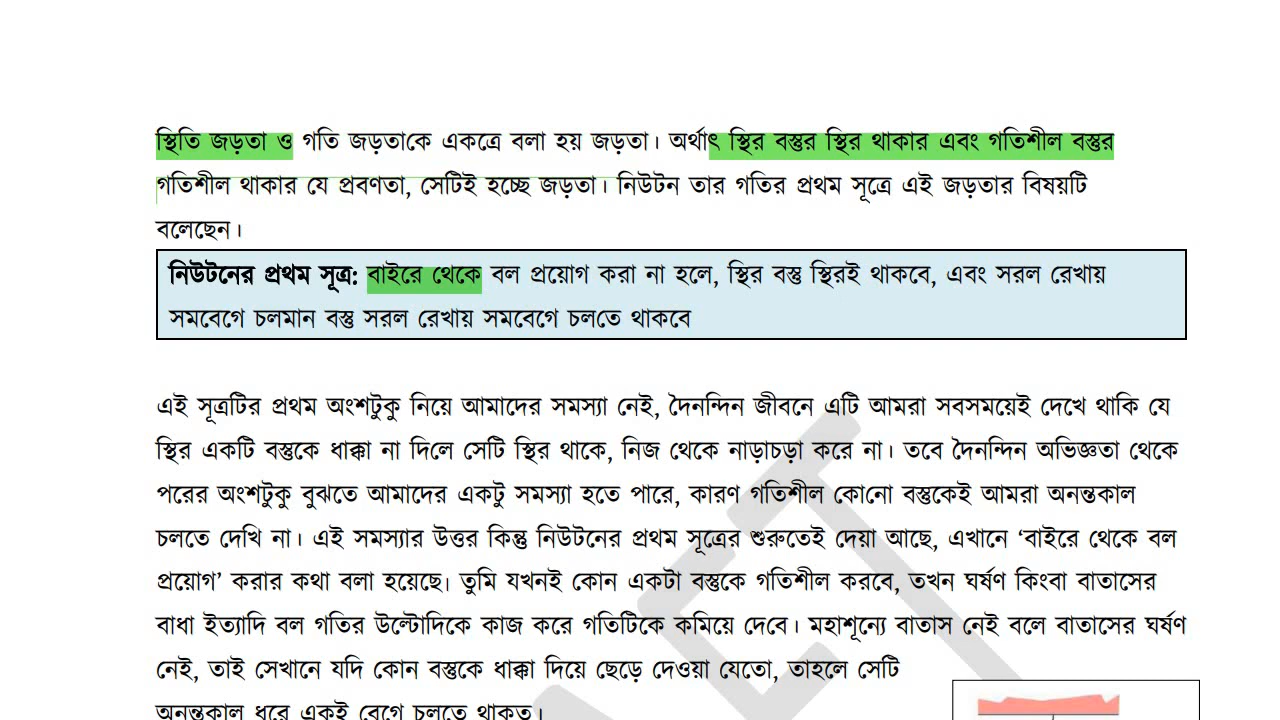 স্থিতি জড়তা ও গতি জড়তাকে একত্রে বলা হয় জড়তা। অর্থাৎ স্থির বস্তুর স্থির থাকার এবং গতিশীল বস্তুর
গতিশীল থাকার যে প্রবণতা, সেটিই হচ্ছে জড়তা। নিউটন তার গতির প্রথম সূত্রে এই জড়তার বিষয়টি
বলেছেন।
নিউটনের প্রথম সূত্র: বাইরে থেকে বল প্রয়োগ করা না হলে, স্থির বস্তু স্থিরই থাকবে, এবং সরল রেখায়
সমবেগে চলমান বস্তু সরল রেখায় সমবেগে চলতে থাকবে
এই সূত্রটির প্রথম অংশটুকু নিয়ে আমাদের সমস্যা নেই, দৈনন্দিন জীবনে এটি আমরা সবসময়েই দেখে থাকি যে
স্থির একটি বস্তুকে ধাক্কা না দিলে সেটি স্থির থাকে, নিজ থেকে নাড়াচড়া করে না। তবে দৈনন্দিন অভিজ্ঞতা থেকে
পরের অংশটুকু বুঝতে আমাদের একটু সমস্যা হতে পারে, কারণ গতিশীল কোনো বস্তুকেই আমরা অনন্তকাল
চলতে দেখি না। এই সমস্যার উত্তর কিন্তু নিউটনের প্রথম সূত্রের শুরুতেই দেয়া আছে, এখানে ‘বাইরে থেকে বল
প্রয়োগ’ করার কথা বলা হয়েছে। তুমি যখনই কোন একটা বস্তুকে গতিশীল করবে, তখন ঘর্ষণ কিংবা বাতাসের
বাধা ইত্যাদি বল গতির উল্টোদিকে কাজ করে গতিটিকে কমিয়ে দেবে। মহাশূন্যে বাতাস নেই বলে বাতাসের ঘর্ষণ
নেই, তাই সেখানে যদি কোন বস্তুকে ধাক্কা দিয়ে ছেড়ে দেওয়া যেতো, তাহলে সেটি
অনন্তকাল ধরে একই বেগে চলতে থাকত।